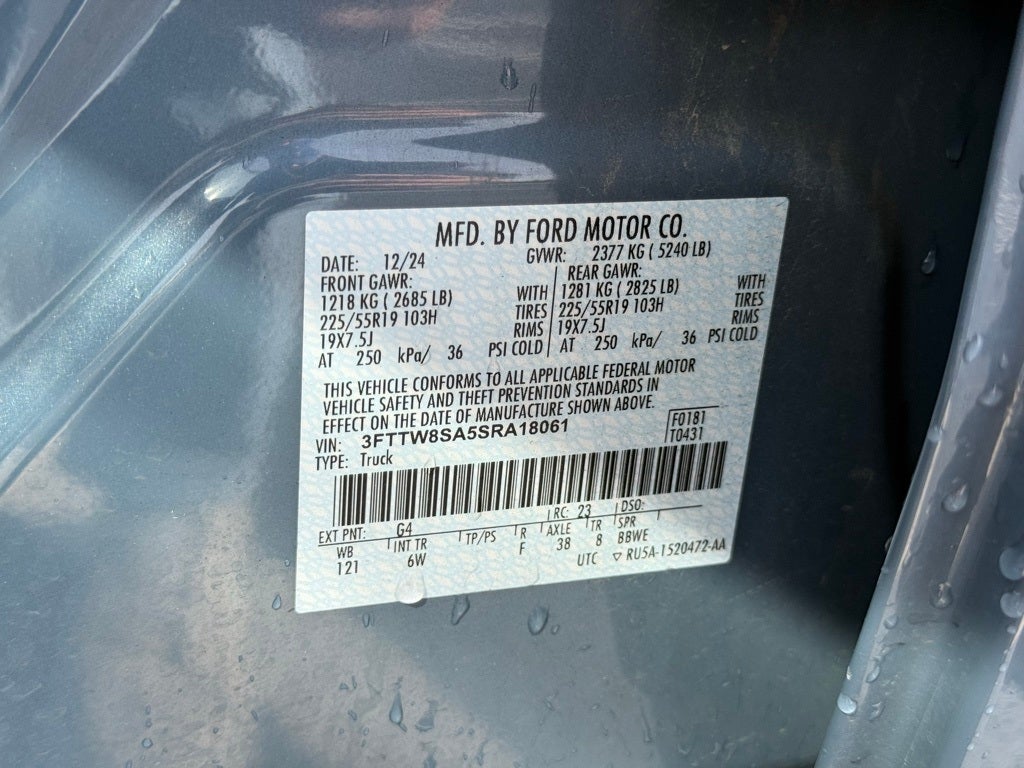 MFD. BY FORD MOTOR CO.
DATE: 12/24 GVWR: 2377 KG ( 5240 LB)
FRONT GAWR: REAR GAWR:
1218 KG ( 2685 LB) WITH 1281 KG ( 2825 LB) WITH
225/55R19 103H TIRES 225/55R19 103H TIRES
19X7.5J RIMS 19X7.5J RIMS
AT 250 kPa/ 36 PSI COLD AT 250 kPa/ 36 PSI COLD
THIS VEHICLE CONFORMS TO ALL APPLICABLE FEDERAL MOTOR
VEHICLE SAFETY AND THEFT PREVENTION STANDARDS IN
EFFECT ON THE DATE OF MANUFACTURE SHOWN ABOVE.
VIN: 3FTTW8SA5SRA18061 F0181
TYPE: Truck T0431
EXT PNT: G4 RC: 23 DSO:
WB INT TR TP/PS R AXLE TR SPR
121 6W F 38 8 BBWE
UTC ▽ RU5A-1520472-AA